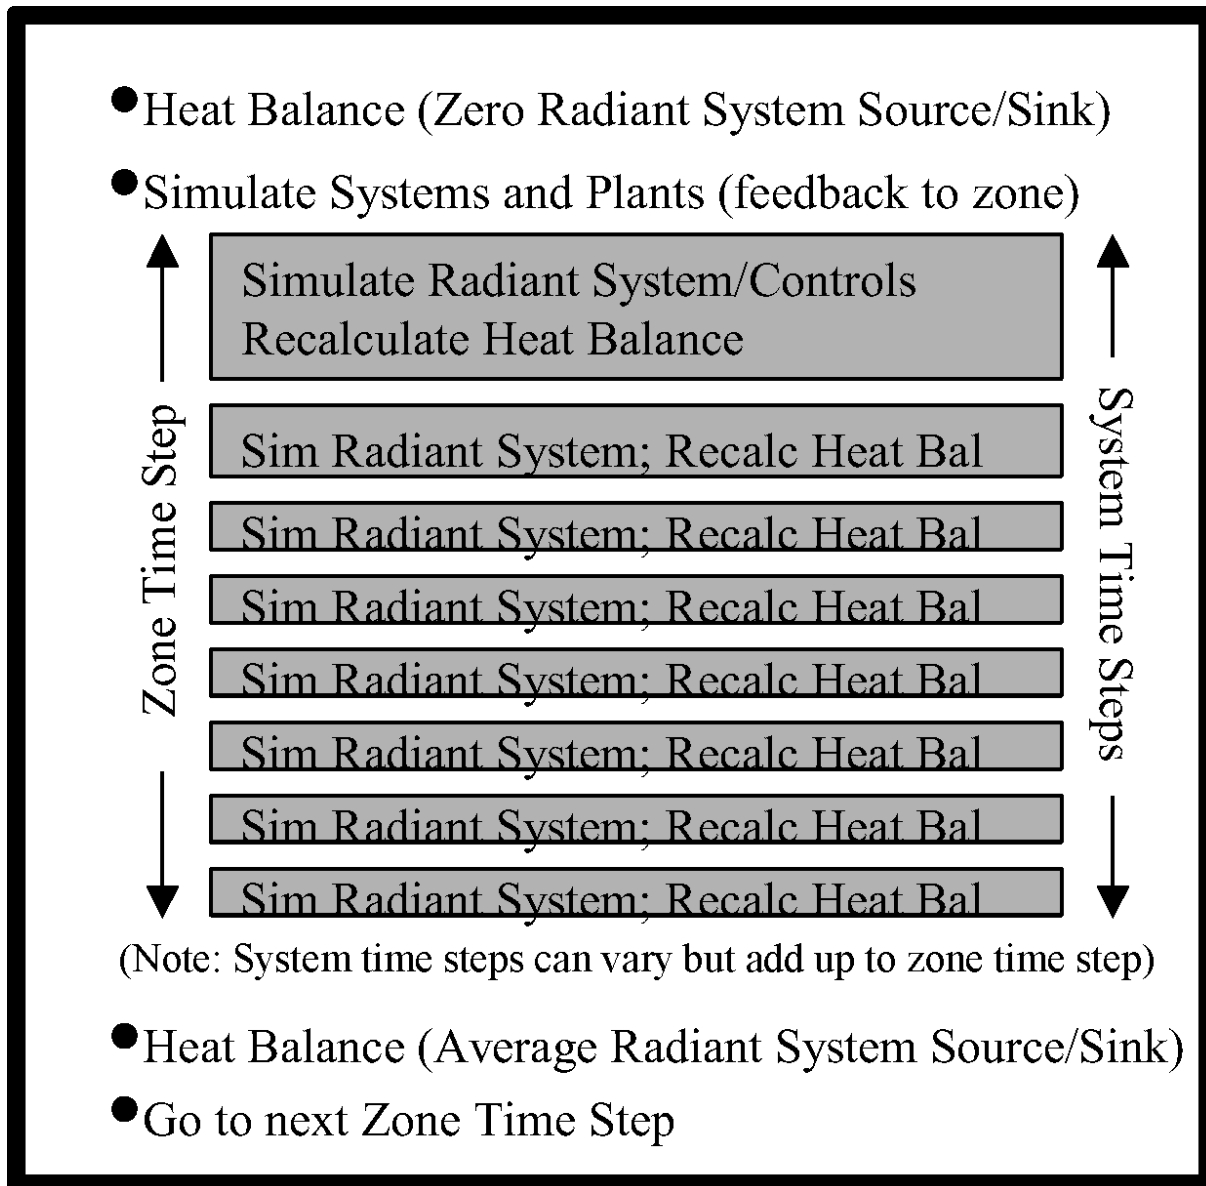 ●Heat Balance (Zero Radiant System Source/Sink)
●Simulate Systems and Plants (feedback to zone)
Simulate Radiant System/Controls
Recalculate Heat Balance
Zone Time Step
System Time Steps
Sim Radiant System; Recalc Heat Bal
Sim Radiant System; Recalc Heat Bal
Sim Radiant System; Recalc Heat Bal
Sim Radiant System; Recalc Heat Bal
Sim Radiant System; Recalc Heat Bal
Sim Radiant System; Recalc Heat Bal
Sim Radiant System; Recalc Heat Bal
(Note: System time steps can vary but add up to zone time step)
●Heat Balance (Average Radiant System Source/Sink)
●Go to next Zone Time Step